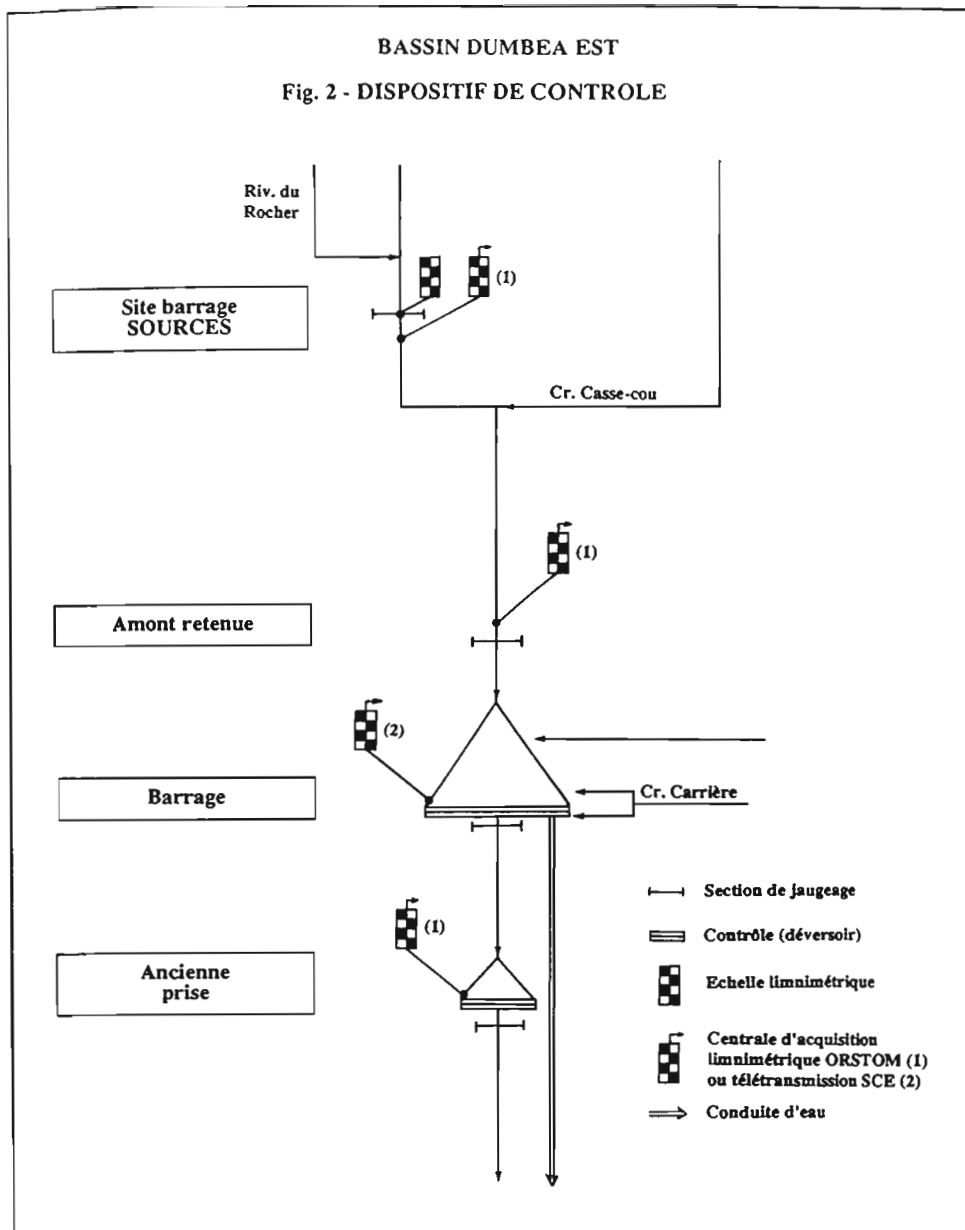 BASSIN DUMBEA EST
Fig. 2 - DISPOSITIF DE CONTROLE
Riv. du
Rocher
(1)
Site barrage
SOURCES
Cr. Casse-cou
(1)
Amont retenue
(2)
Barrage
Cr. Carrière
Section de jaugeage
(1)
Contrôle (déversoir)
Ancienne
prise
Echelle limnimétrique
Centrale d'acquisition
limnimétrique ORSTOM (1)
ou télétransmission SCE (2)
Conduite d'eau